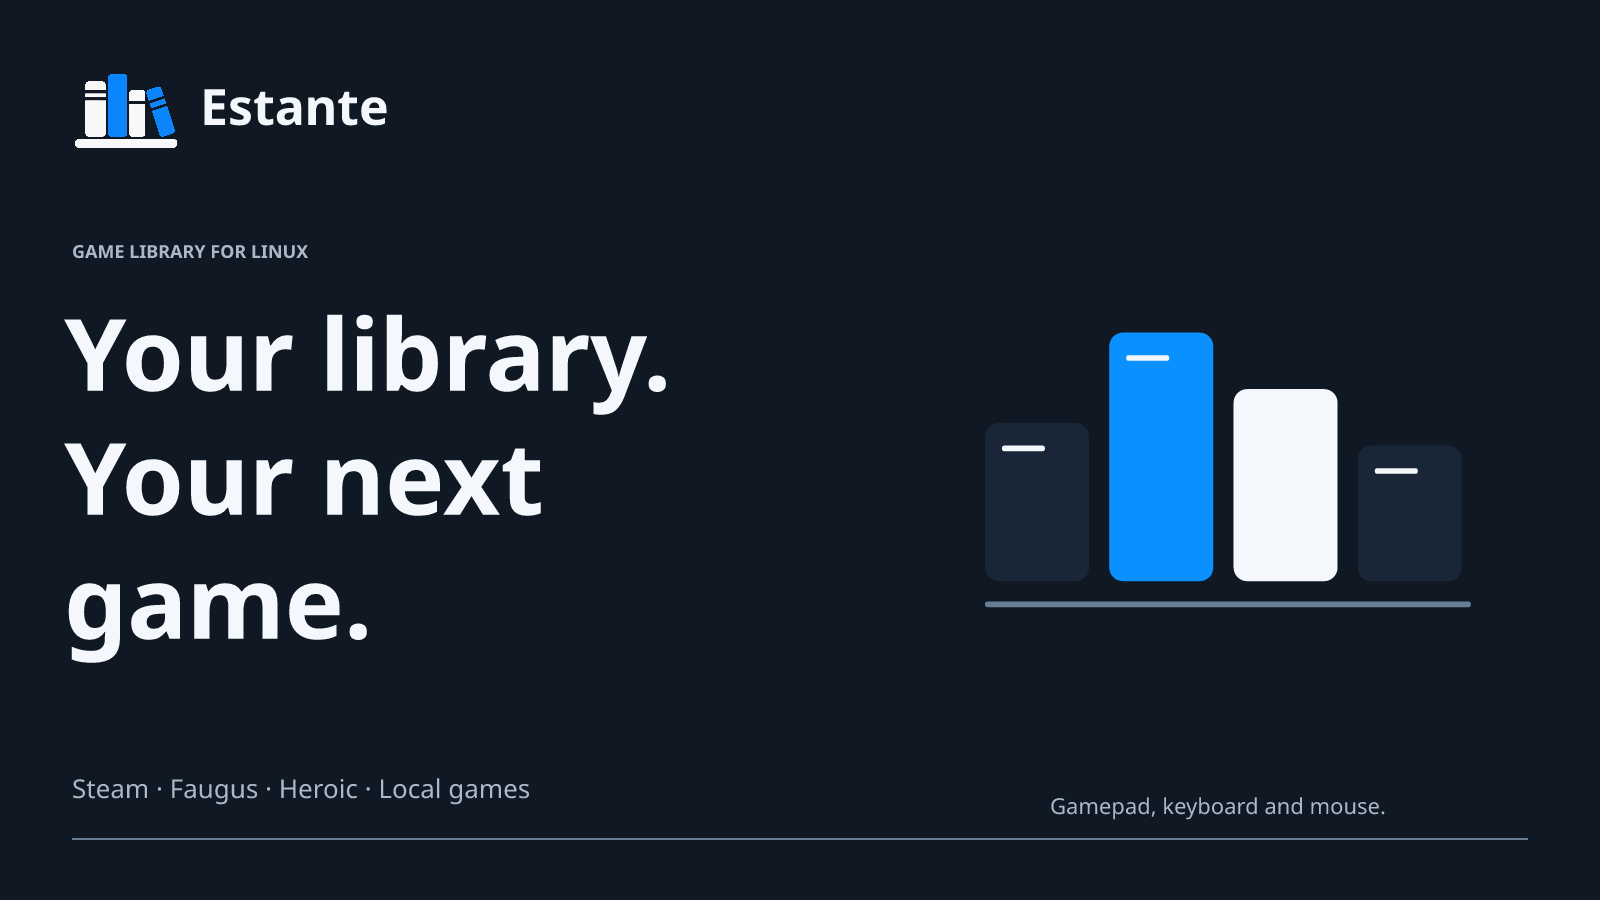 Estante
GAME LIBRARY FOR LINUX
Your library.
Your next
game.
Steam · Faugus · Heroic · Local games
Gamepad, keyboard and mouse.